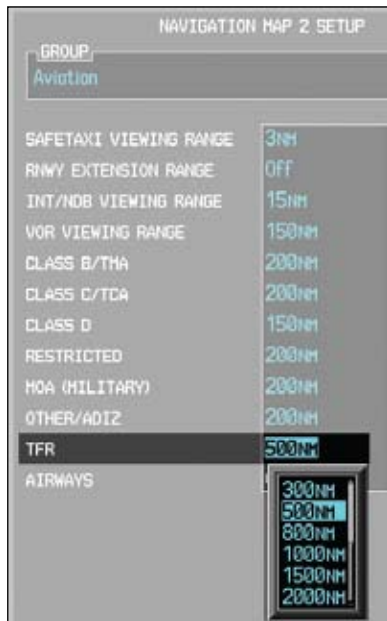 NAVIGATION MAP 2 SETUP
GROUP
Aviation
SAFETAXI VIEWING RANGE 3NM
RNWY EXTENSION RANGE Off
INT/NDB VIEWING RANGE 15NM
VOR VIEWING RANGE 150NM
CLASS B/TMA 200NM
CLASS C/TCA 200NM
CLASS D 150NM
RESTRICTED 200NM
MOA (MILITARY) 200NM
OTHER/ADIZ 200NM
TFR 500NM
AIRWAYS
300NM
500NM
800NM
1000NM
1500NM
2000NM